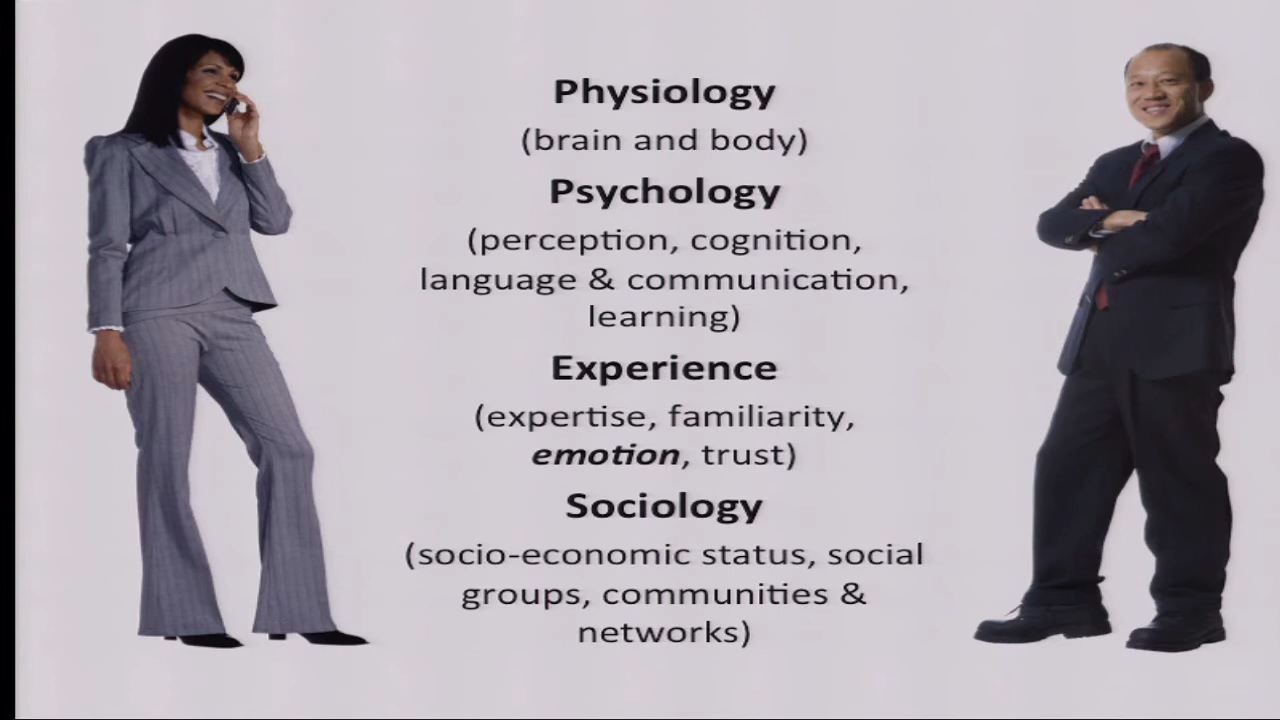 Physiology
(brain and body)
Psychology
(perception, cognition,
language & communication,
learning)
Experience
(expertise, familiarity,
emotion, trust)
Sociology
(socio-economic status, social
groups, communities &
networks)